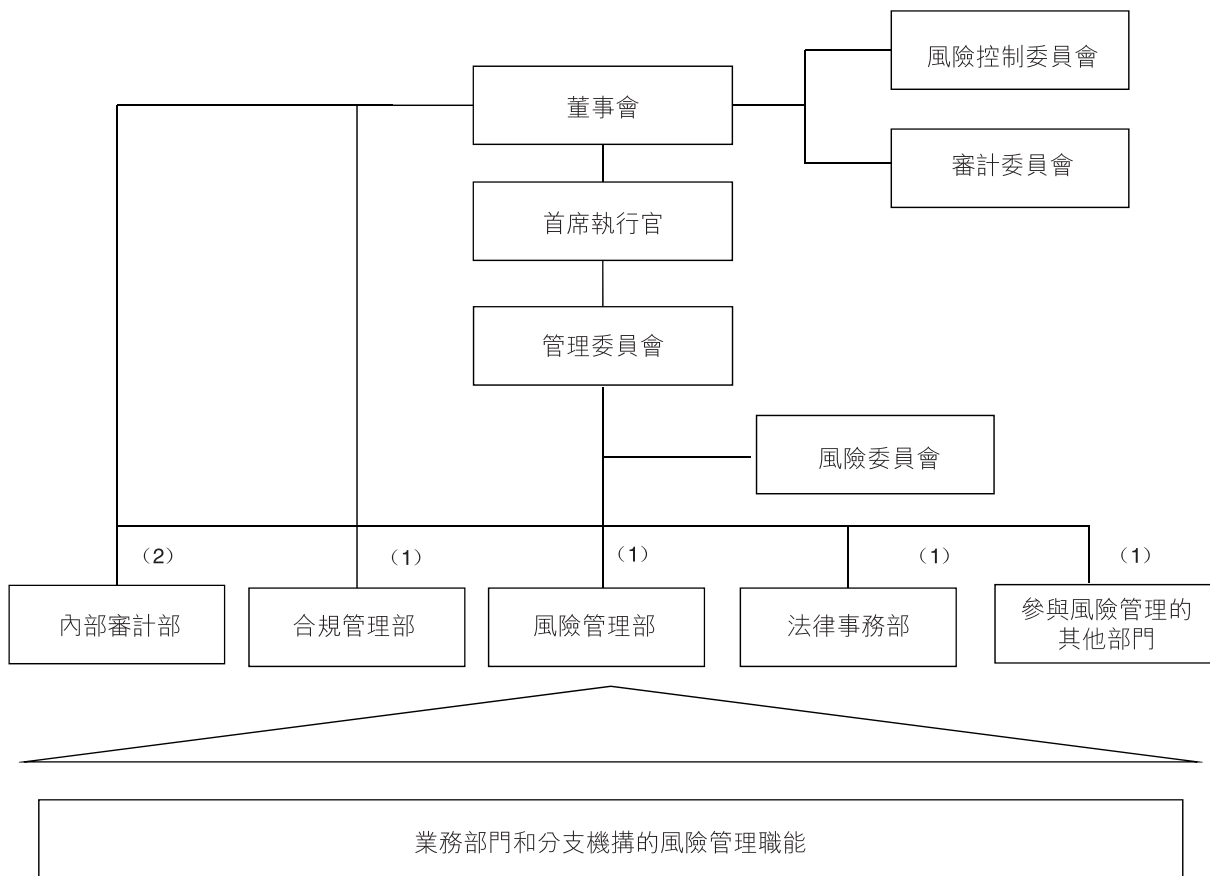 風險控制委員會
董事會
審計委員會
首席執行官
管理委員會
風險委員會
（2）
（1）
（1）
（1）
（1）
內部審計部
合規管理部
風險管理部
法律事務部
參與風險管理的
其他部門
業務部門和分支機搆的風險管理職能